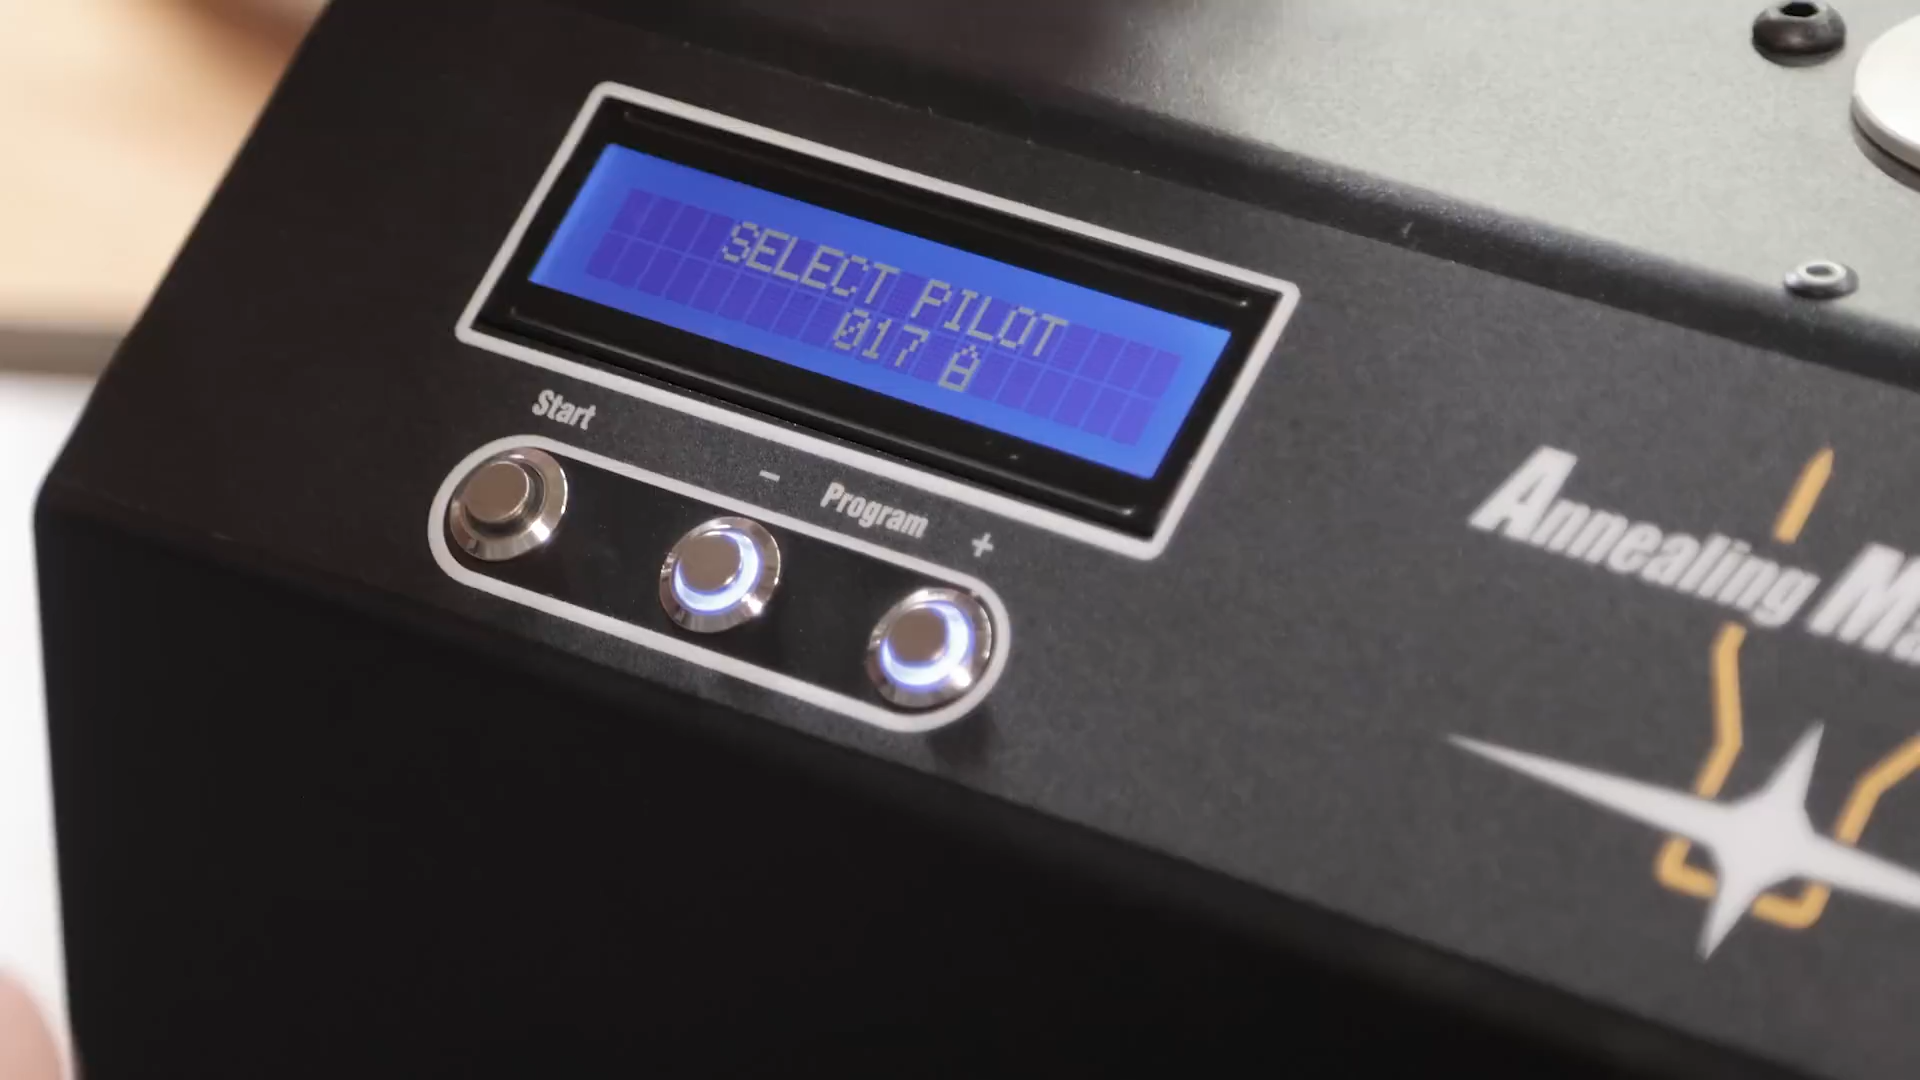 SELECT PILOT
017
Start
- Program +
Annealing